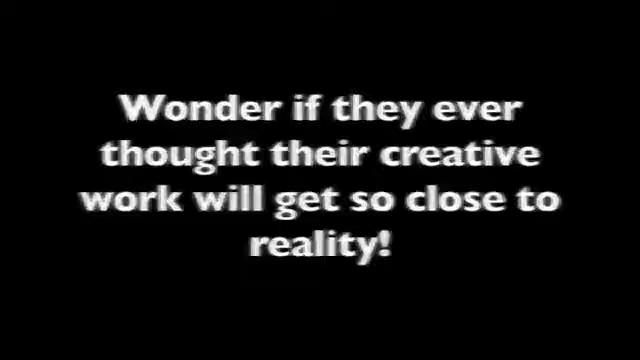 Wonder if they ever
thought their creative
work will get so close to
reality!